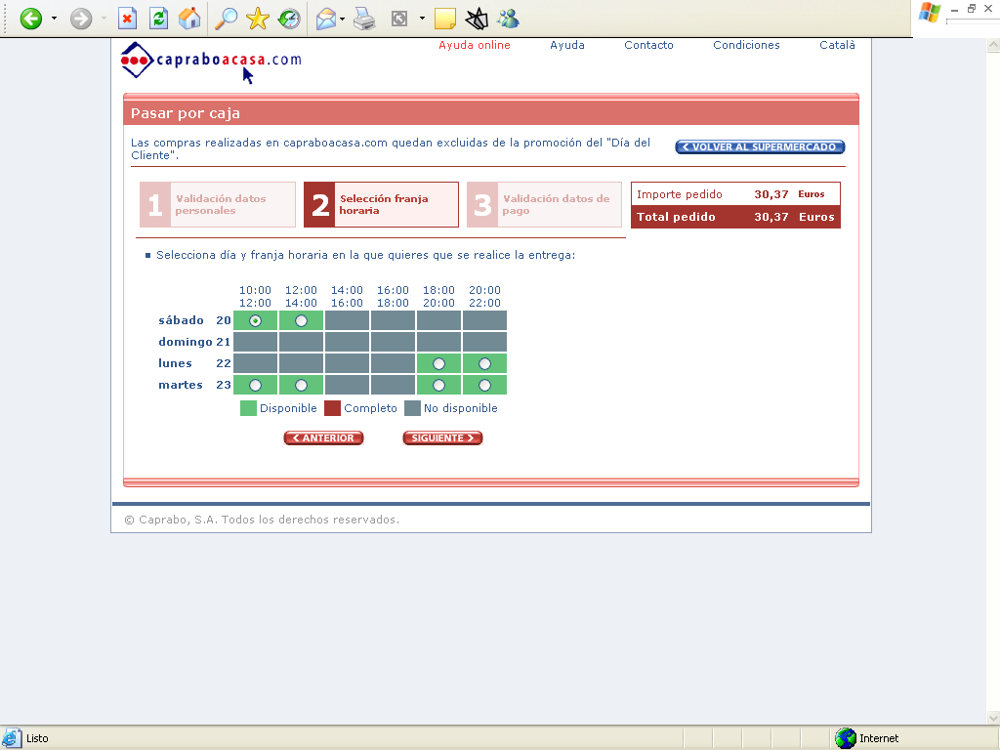 Ayuda online Ayuda Contacto Condiciones Català
capraboacasa.com
Pasar por caja
Las compras realizadas en capraboacasa.com quedan excluidas de la promoción del "Día del
Cliente".
VOLVER AL SUPERMERCADO
1 Validación datos
personales
2 Selección franja
horaria
3 Validación datos de
pago
Importe pedido 30,37 Euros
Total pedido 30,37 Euros
Selecciona día y franja horaria en la que quieres que se realice la entrega:
10:00 12:00 14:00 16:00 18:00 20:00
12:00 14:00 16:00 18:00 20:00 22:00
sábado 20
domingo 21
lunes 22
martes 23
Disponible Completo No disponible
ANTERIOR SIGUIENTE
© Caprabo, S.A. Todos los derechos reservados.
Listo Internet